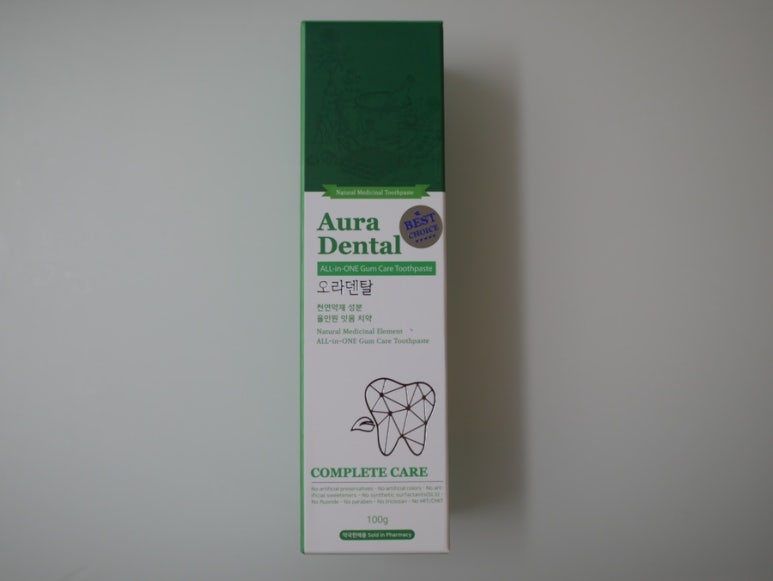 Natural Medicinal Toothpaste
Aura
Dental
BEST
CHOICE
ALL-in-ONE Gum Care Toothpaste
오라덴탈
천연약재 성분
올인원 잇몸 치약
Natural Medicinal Element
ALL-in-ONE Gum Care Toothpaste
COMPLETE CARE
No artificial preservatives - No artificial colors - No art-
ificial sweeteners - No synthetic surfactants(SLS) -
No fluoride - No paraben - No triclosan - No MIT/CMIT
100g
약국판매용 Sold in Pharmacy